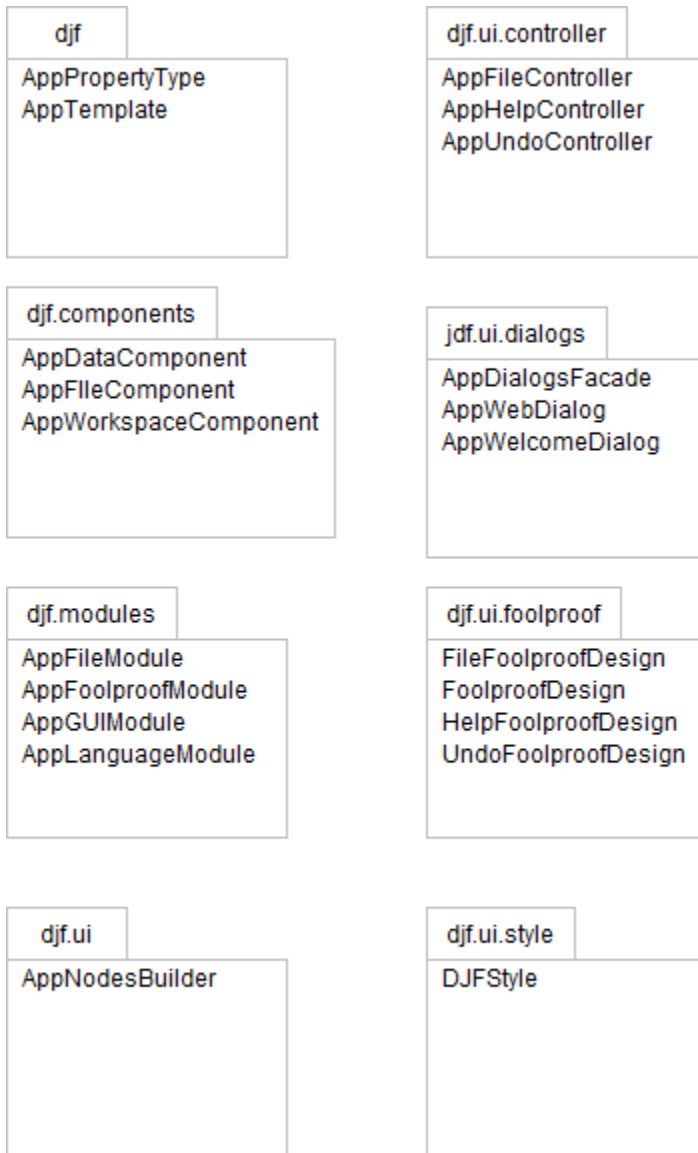 djf
AppPropertyType
AppTemplate
djf.ui.controller
AppFileController
AppHelpController
AppUndoController
djf.components
AppDataComponent
AppFIleComponent
AppWorkspaceComponent
jdf.ui.dialogs
AppDialogsFacade
AppWebDialog
AppWelcomeDialog
djf.modules
AppFileModule
AppFoolproofModule
AppGUIModule
AppLanguageModule
djf.ui.foolproof
FileFoolproofDesign
FoolproofDesign
HelpFoolproofDesign
UndoFoolproofDesign
djf.ui
AppNodesBuilder
djf.ui.style
DJFStyle